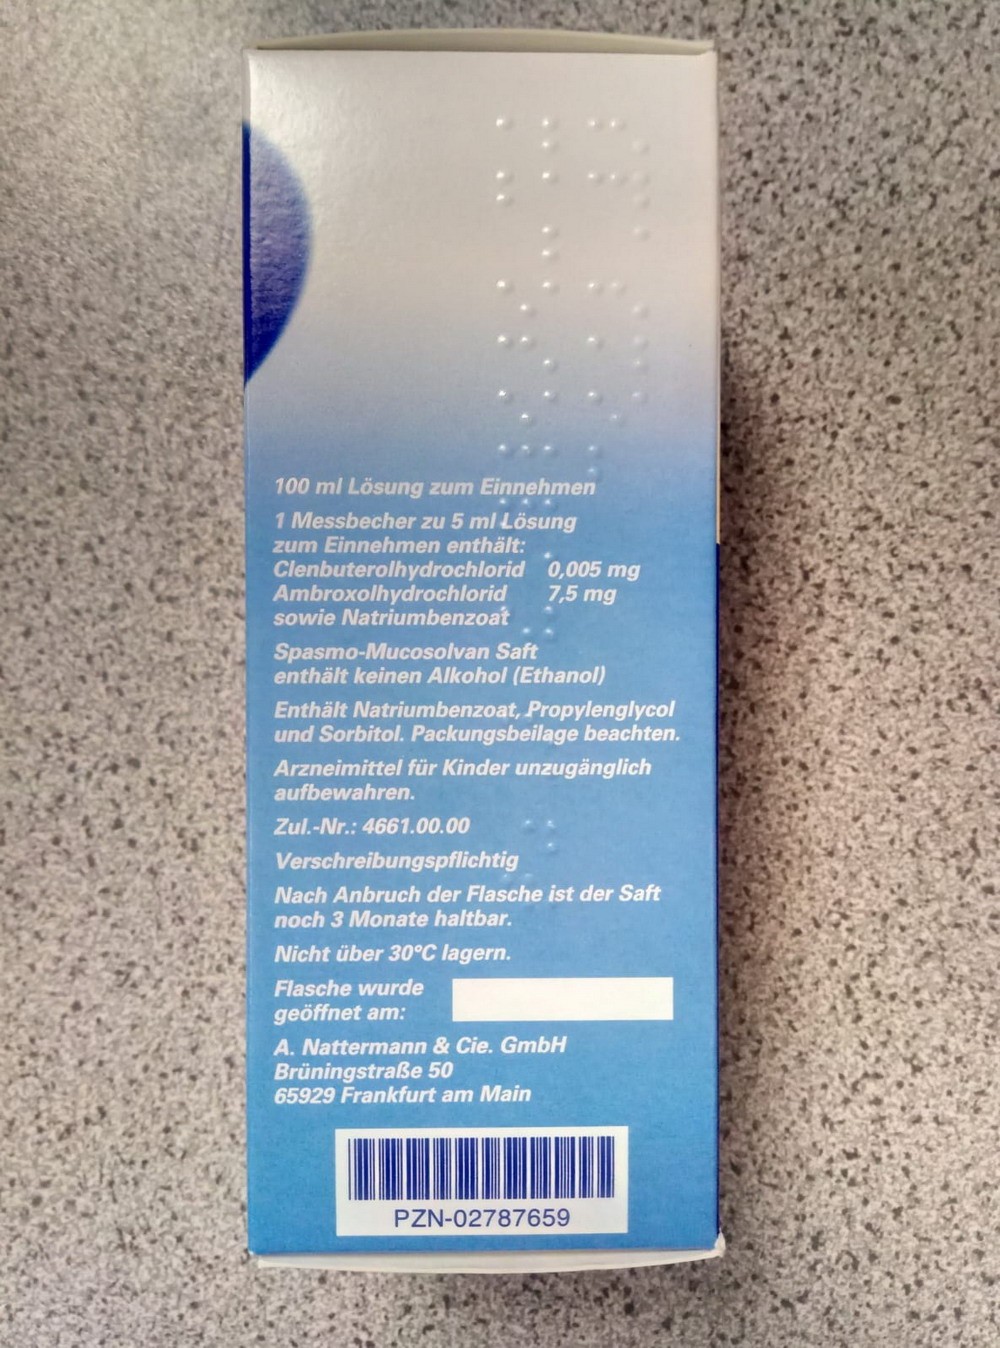 100 ml Lösung zum Einnehmen
1 Messbecher zu 5 ml Lösung
zum Einnehmen enthält:
Clenbuterolhydrochlorid 0,005 mg
Ambroxolhydrochlorid 7,5 mg
sowie Natriumbenzoat
Spasmo-Mucosolvan Saft
enthält keinen Alkohol (Ethanol)
Enthält Natriumbenzoat, Propylenglycol
und Sorbitol. Packungsbeilage beachten.
Arzneimittel für Kinder unzugänglich
aufbewahren.
Zul.-Nr.: 4661.00.00
Verschreibungspflichtig
Nach Anbruch der Flasche ist der Saft
noch 3 Monate haltbar.
Nicht über 30°C lagern.
Flasche wurde
geöffnet am:
A. Nattermann & Cie. GmbH
Brüningstraße 50
65929 Frankfurt am Main
PZN-02787659